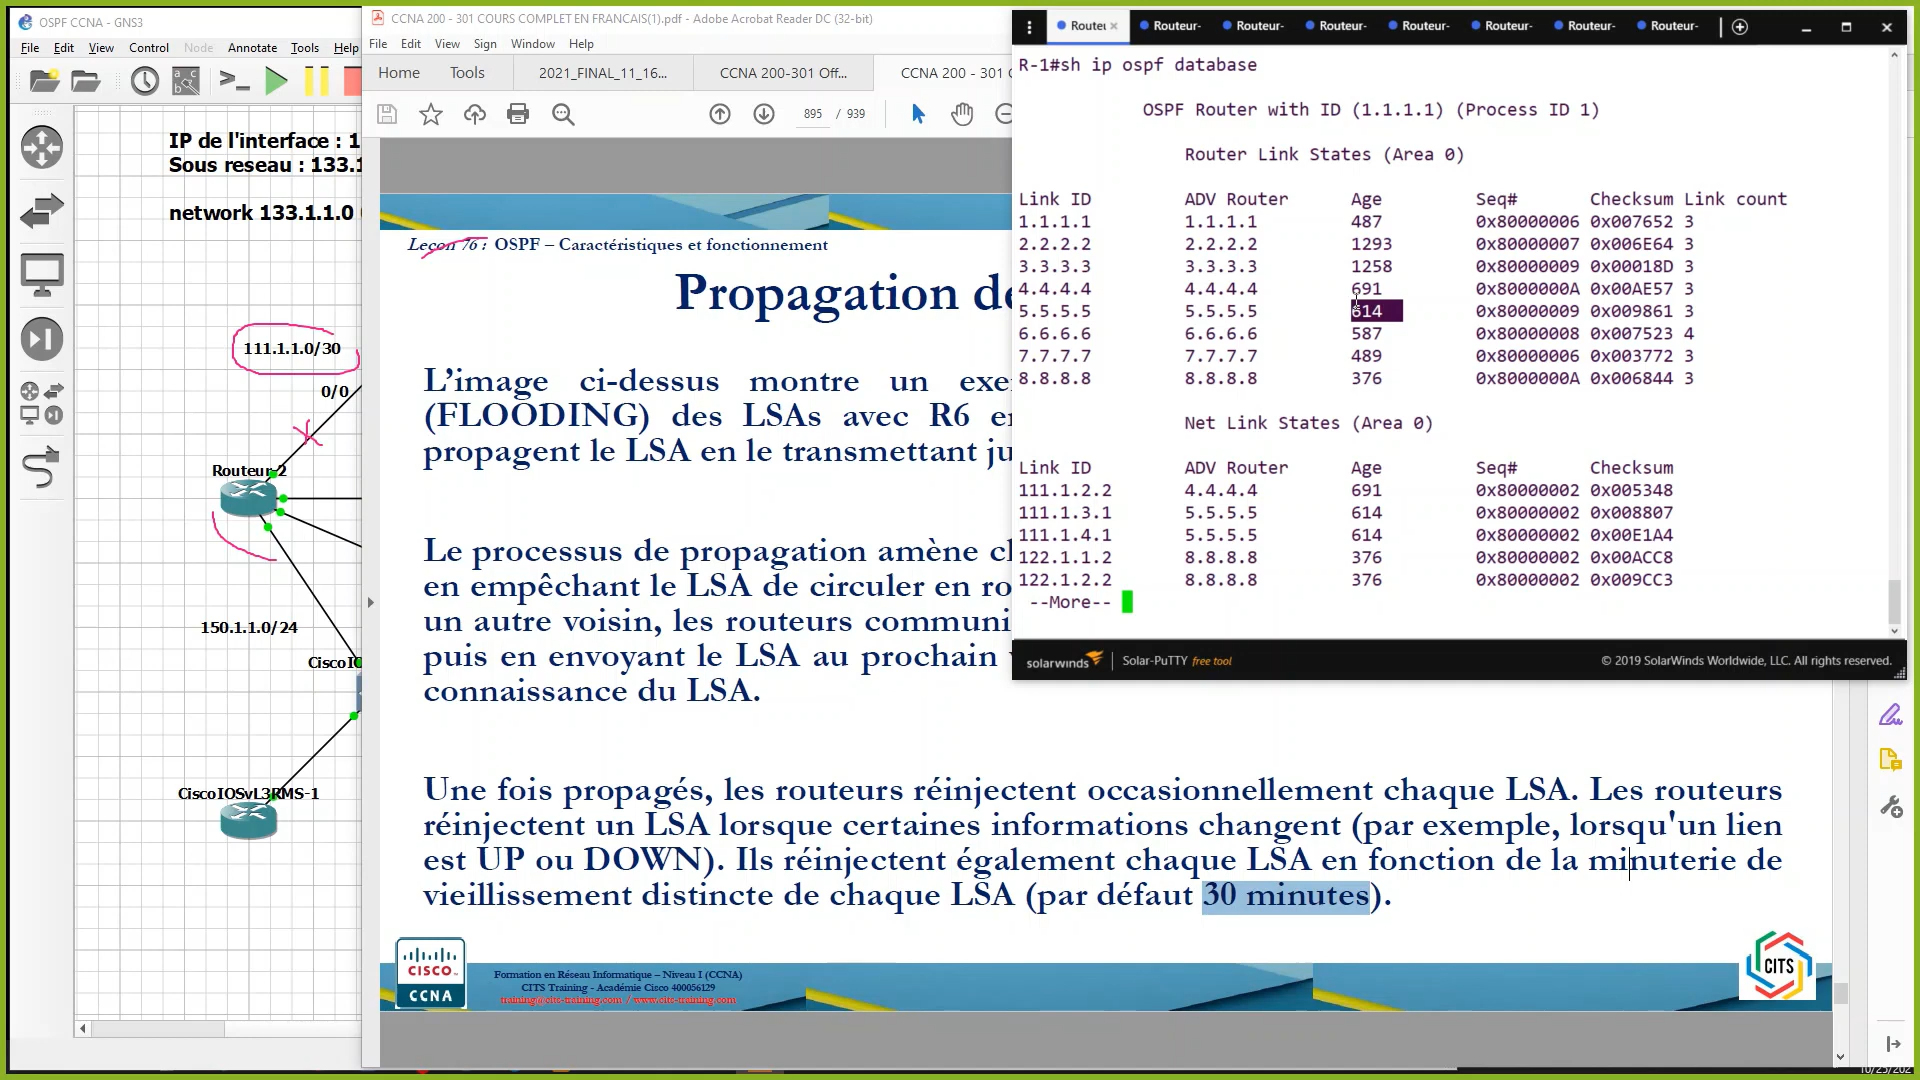 OSPF CCNA - GNS3
File Edit View Control Node Annotate Tools Help
IP de l'interface : 1
Sous reseau : 133.1
network 133.1.1.0
111.1.1.0/30
0/0
Routeur-2
150.1.1.0/24
CiscoIO
CiscoIOSvL3RMS-1
CCNA 200 - 301 COURS COMPLET EN FRANCAIS(1).pdf - Adobe Acrobat Reader DC (32-bit)
File Edit View Sign Window Help
Home Tools 2021_FINAL_11_16... CCNA 200-301 Off... CCNA 200 - 301 C
895 / 939
Leçon 76 : OSPF – Caractéristiques et fonctionnement
Propagation de
L’image ci-dessus montre un exe
(FLOODING) des LSAs avec R6 e
propagent le LSA en le transmettant ju
Le processus de propagation amène c
en empêchant le LSA de circuler en ro
un autre voisin, les routeurs communi
puis en envoyant le LSA au prochain
connaissance du LSA.
Une fois propagés, les routeurs réinjectent occasionnellement chaque LSA. Les routeurs
réinjectent un LSA lorsque certaines informations changent (par exemple, lorsqu'un lien
est UP ou DOWN). Ils réinjectent également chaque LSA en fonction de la minuterie de
vieillissement distincte de chaque LSA (par défaut 30 minutes).
CISCO
CCNA
Formation en Réseau Informatique – Niveau I (CCNA)
CITS Training - Académie Cisco 400056129
training@cits-training.com / www.cits-training.com
CITS
Routeu Routeur- Routeur- Routeur- Routeur- Routeur- Routeur- Routeur-
R-1#sh ip ospf database
OSPF Router with ID (1.1.1.1) (Process ID 1)
Router Link States (Area 0)
Link ID ADV Router Age Seq# Checksum Link count
1.1.1.1 1.1.1.1 487 0x80000006 0x007652 3
2.2.2.2 2.2.2.2 1293 0x80000007 0x006E64 3
3.3.3.3 3.3.3.3 1258 0x80000009 0x00018D 3
4.4.4.4 4.4.4.4 691 0x8000000A 0x00AE57 3
5.5.5.5 5.5.5.5 614 0x80000009 0x009861 3
6.6.6.6 6.6.6.6 587 0x80000008 0x007523 4
7.7.7.7 7.7.7.7 489 0x80000006 0x003772 3
8.8.8.8 8.8.8.8 376 0x8000000A 0x006844 3
Net Link States (Area 0)
Link ID ADV Router Age Seq# Checksum
111.1.2.2 4.4.4.4 691 0x80000002 0x005348
111.1.3.1 5.5.5.5 614 0x80000002 0x008807
111.1.4.1 5.5.5.5 614 0x80000002 0x00E1A4
122.1.1.2 8.8.8.8 376 0x80000002 0x00ACC8
122.1.2.2 8.8.8.8 376 0x80000002 0x009CC3
--More--
solarwinds Solar-PuTTY free tool
© 2019 SolarWinds Worldwide, LLC. All rights reserved.